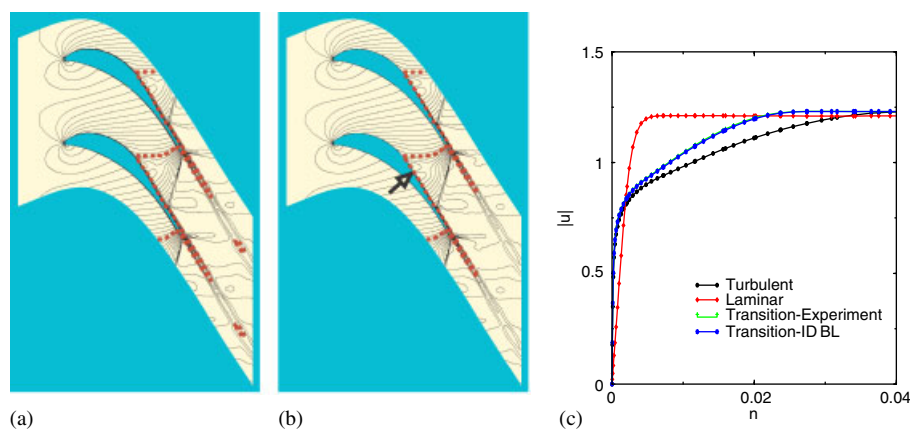 (a)
(b)
(c)
|u|
1.5
1
0.5
0
0
0.02
0.04
n
Turbulent
Laminar
Transition-Experiment
Transition-ID BL